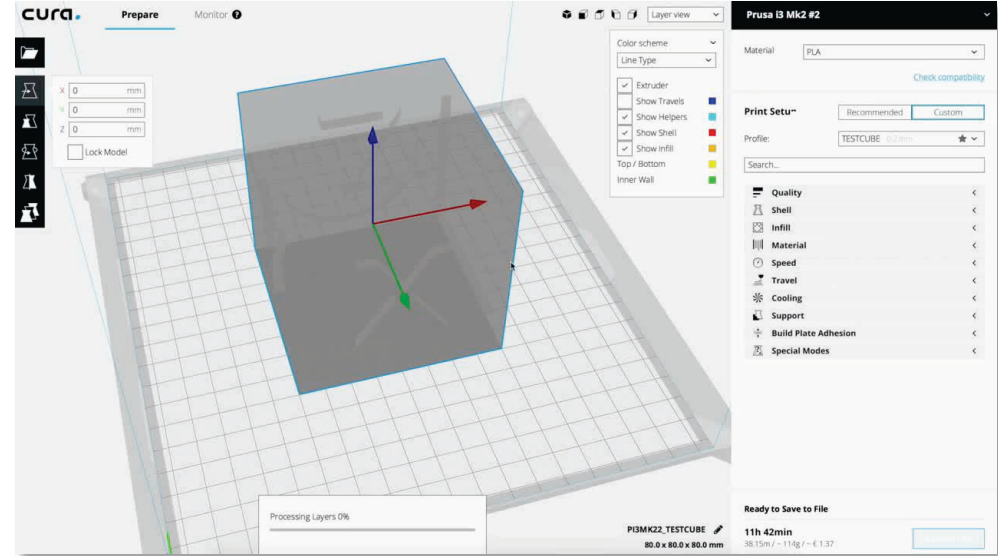 cura.
Prepare
Monitor ?
Layer view
Prusa i3 Mk2 #2
X 0 mm
Y 0 mm
Z 0 mm
Lock Model
Color scheme
Line Type
Extruder
Show Travels
Show Helpers
Show Shell
Show Infill
Top / Bottom
Inner Wall
Material PLA
Check compatibility
Print Setu
Recommended Custom
Profile: TESTCUBE 0.2mm
Search...
Quality
Shell
Infill
Material
Speed
Travel
Cooling
Support
Build Plate Adhesion
Special Modes
Processing Layers 0%
PI3MK22_TESTCUBE
80.0 x 80.0 x 80.0 mm
Ready to Save to File
11h 42min
38.15m / ~ 114g / ~ € 1.37